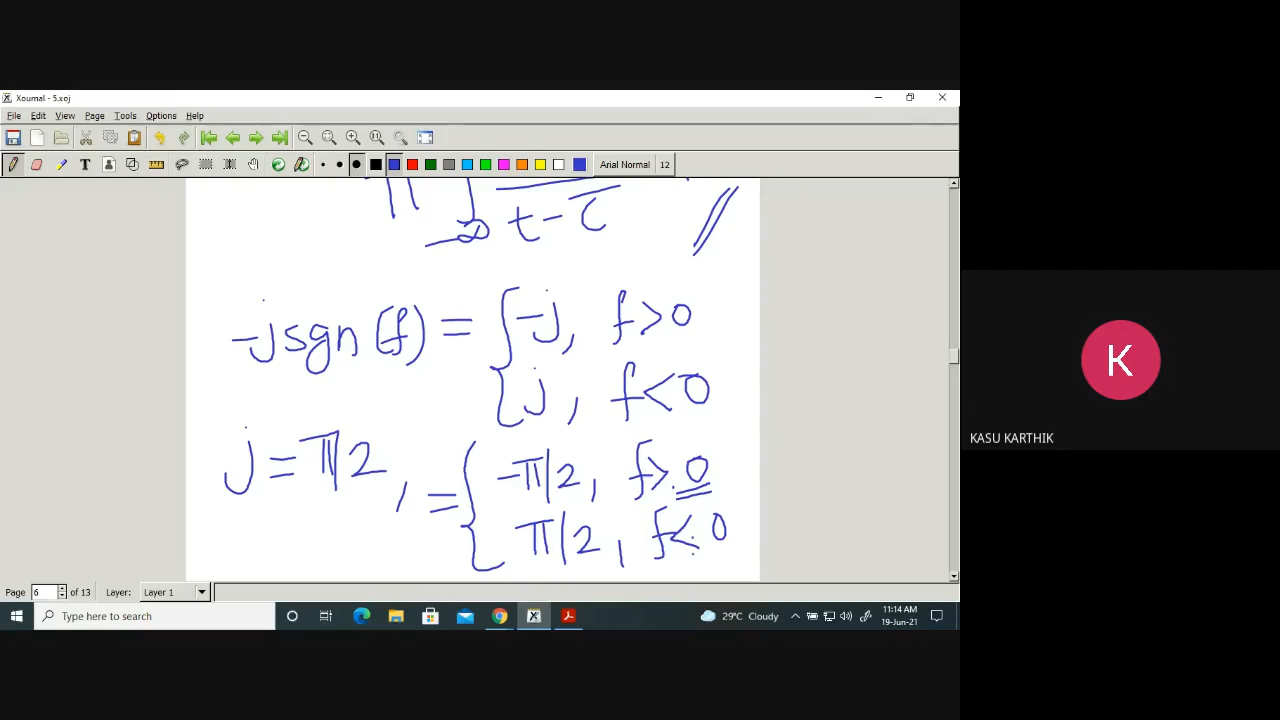 Xournal - 5.xoj
File Edit View Page Tools Options Help
Arial Normal 12
π ∫ -∞ t-τ
-jsgn(f) = { -j, f>0
j, f<0
j=π/2, = { -π/2, f>0
π/2, f<0
K
KASU KARTHIK
Page 6 of 13 Layer: Layer 1
Type here to search
29°C Cloudy
11:14 AM
19-Jun-21